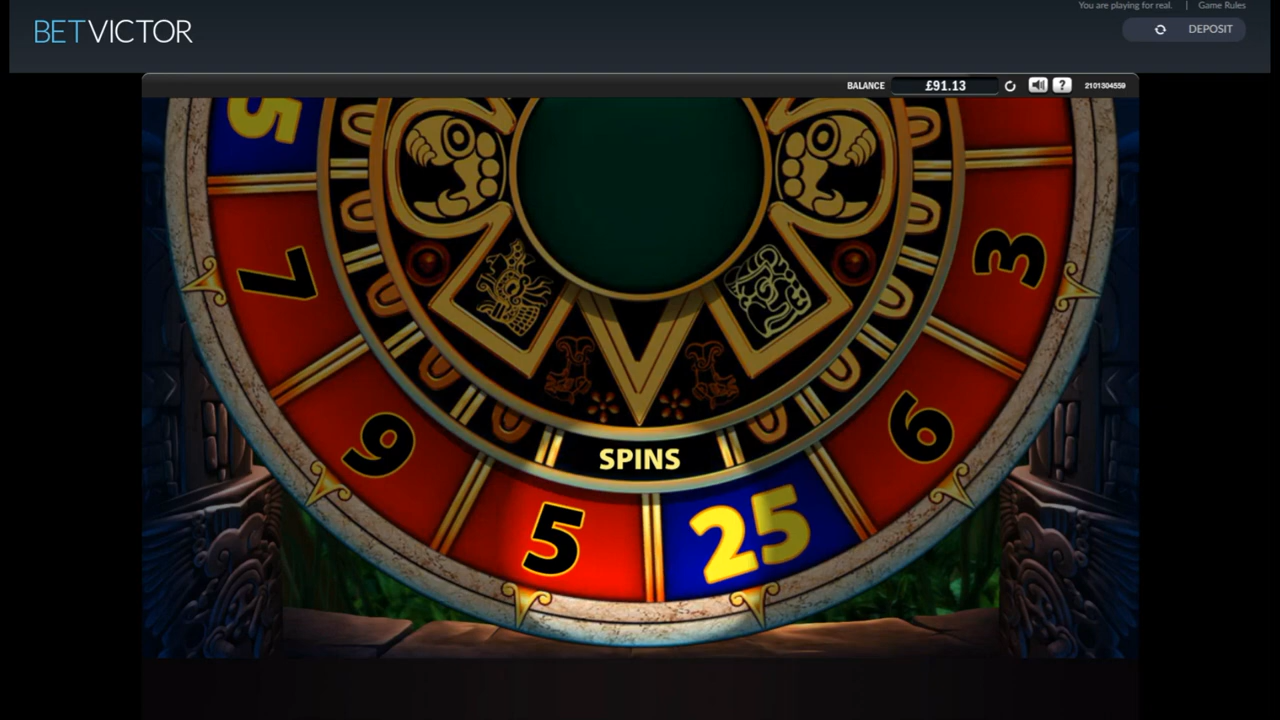 You are playing for real. | Game Rules
BETVICTOR
DEPOSIT
BALANCE £91.13 ? 2101304559
5
7
3
9
6
SPINS
5
25